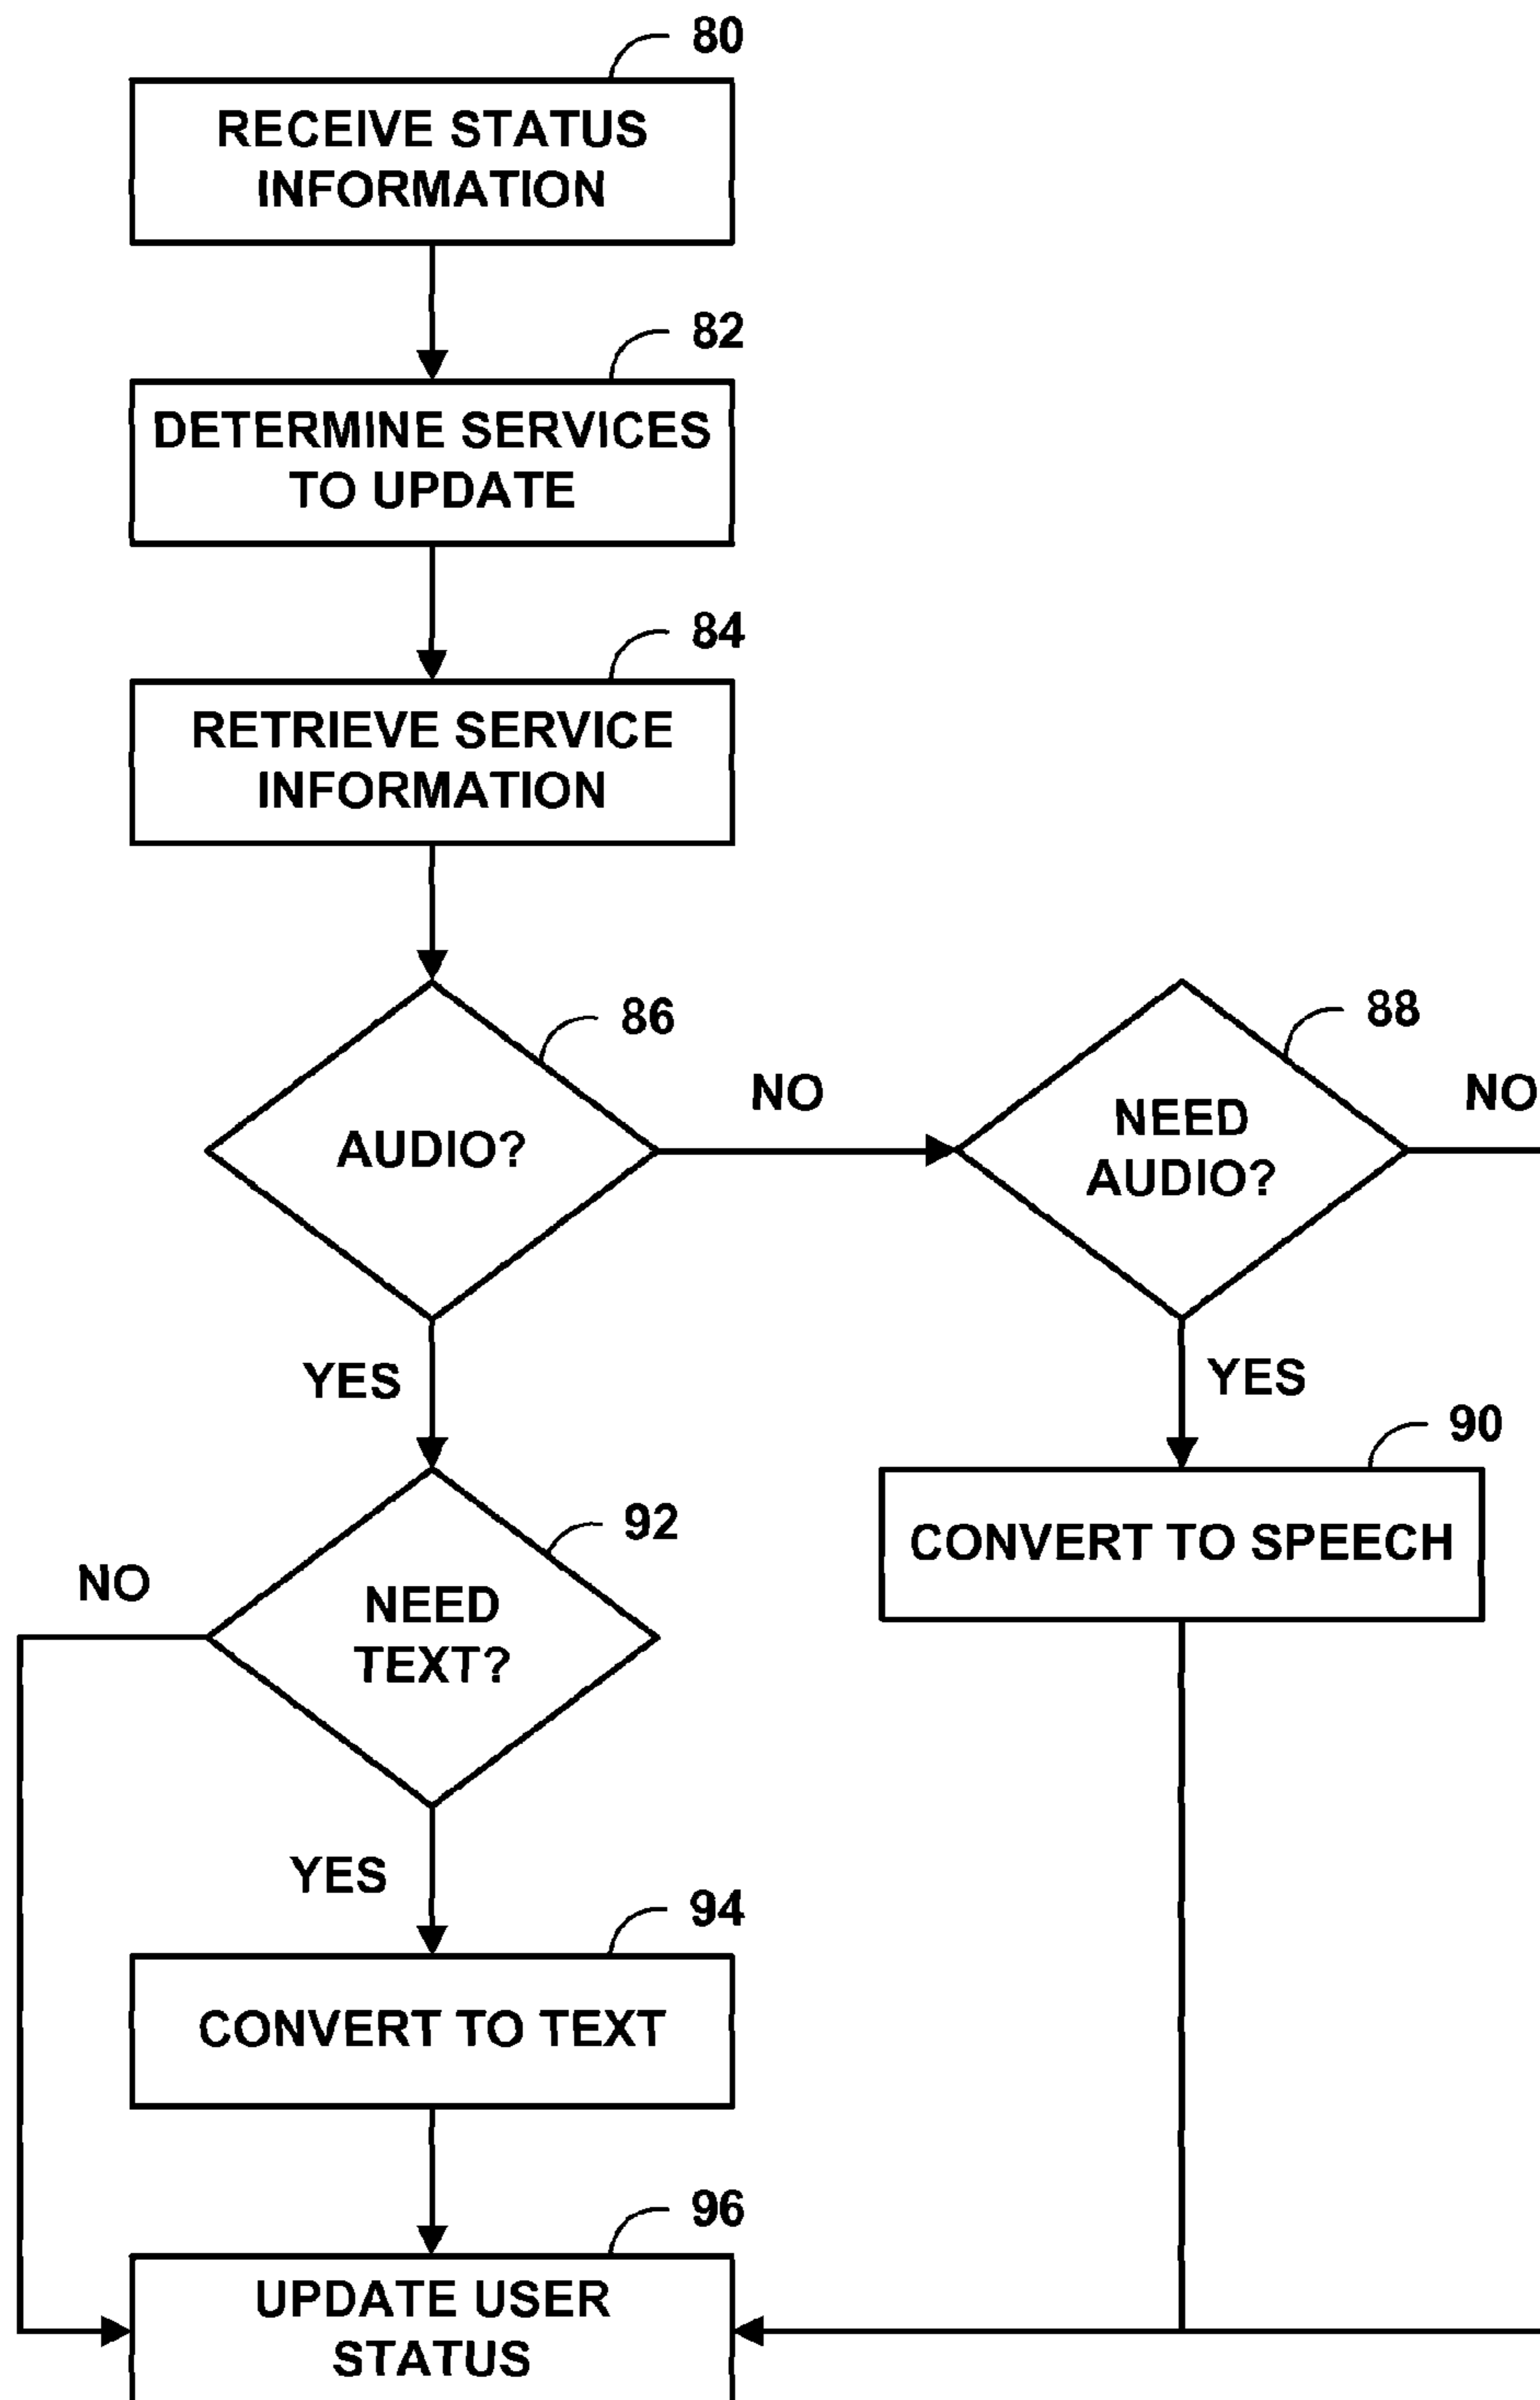 80
RECEIVE STATUS
INFORMATION
82
DETERMINE SERVICES
TO UPDATE
84
RETRIEVE SERVICE
INFORMATION
86
AUDIO?
NO
88
NEED
AUDIO?
NO
YES
YES
90
CONVERT TO SPEECH
92
NEED
TEXT?
NO
YES
94
CONVERT TO TEXT
96
UPDATE USER
STATUS